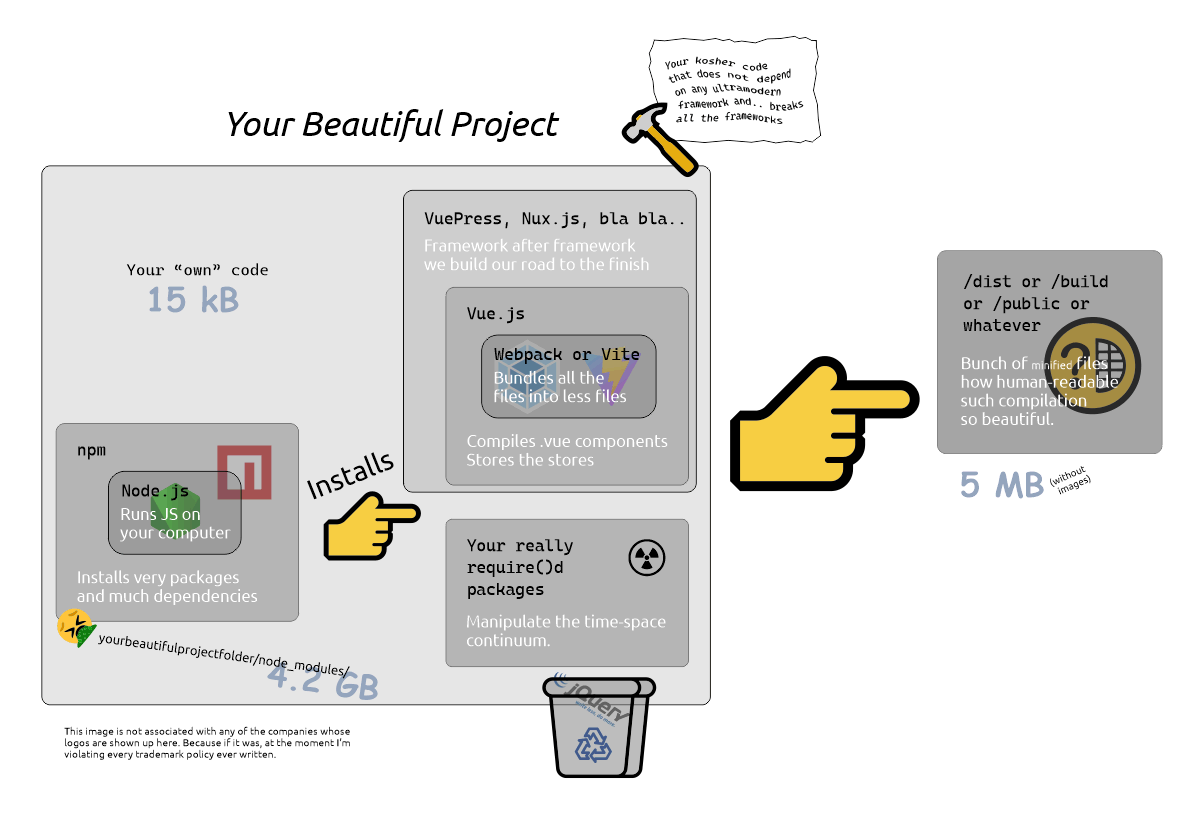 Your kosher code
that does not depend
on any ultramodern
framework and.. breaks
all the frameworks
Your Beautiful Project
VuePress, Nux.js, bla bla..
Framework after framework
we build our road to the finish
Your “own” code
15 kB
Vue.js
Webpack or Vite
Bundles all the
files into less files
Compiles .vue components
Stores the stores
/dist or /build
or /public or
whatever
Bunch of minified files
how human-readable
such compilation
so beautiful.
5 MB
(without
images)
npm
Node.js
Runs JS on
your computer
Installs very packages
and much dependencies
Installs
Your really
require()d
packages
Manipulate the time-space
continuum.
yourbeautifulprojectfolder/node_modules/
4.2 GB
jQuery
write less, do more.
This image is not associated with any of the companies whose
logos are shown up here. Because if it was, at the moment I'm
violating every trademark policy ever written.